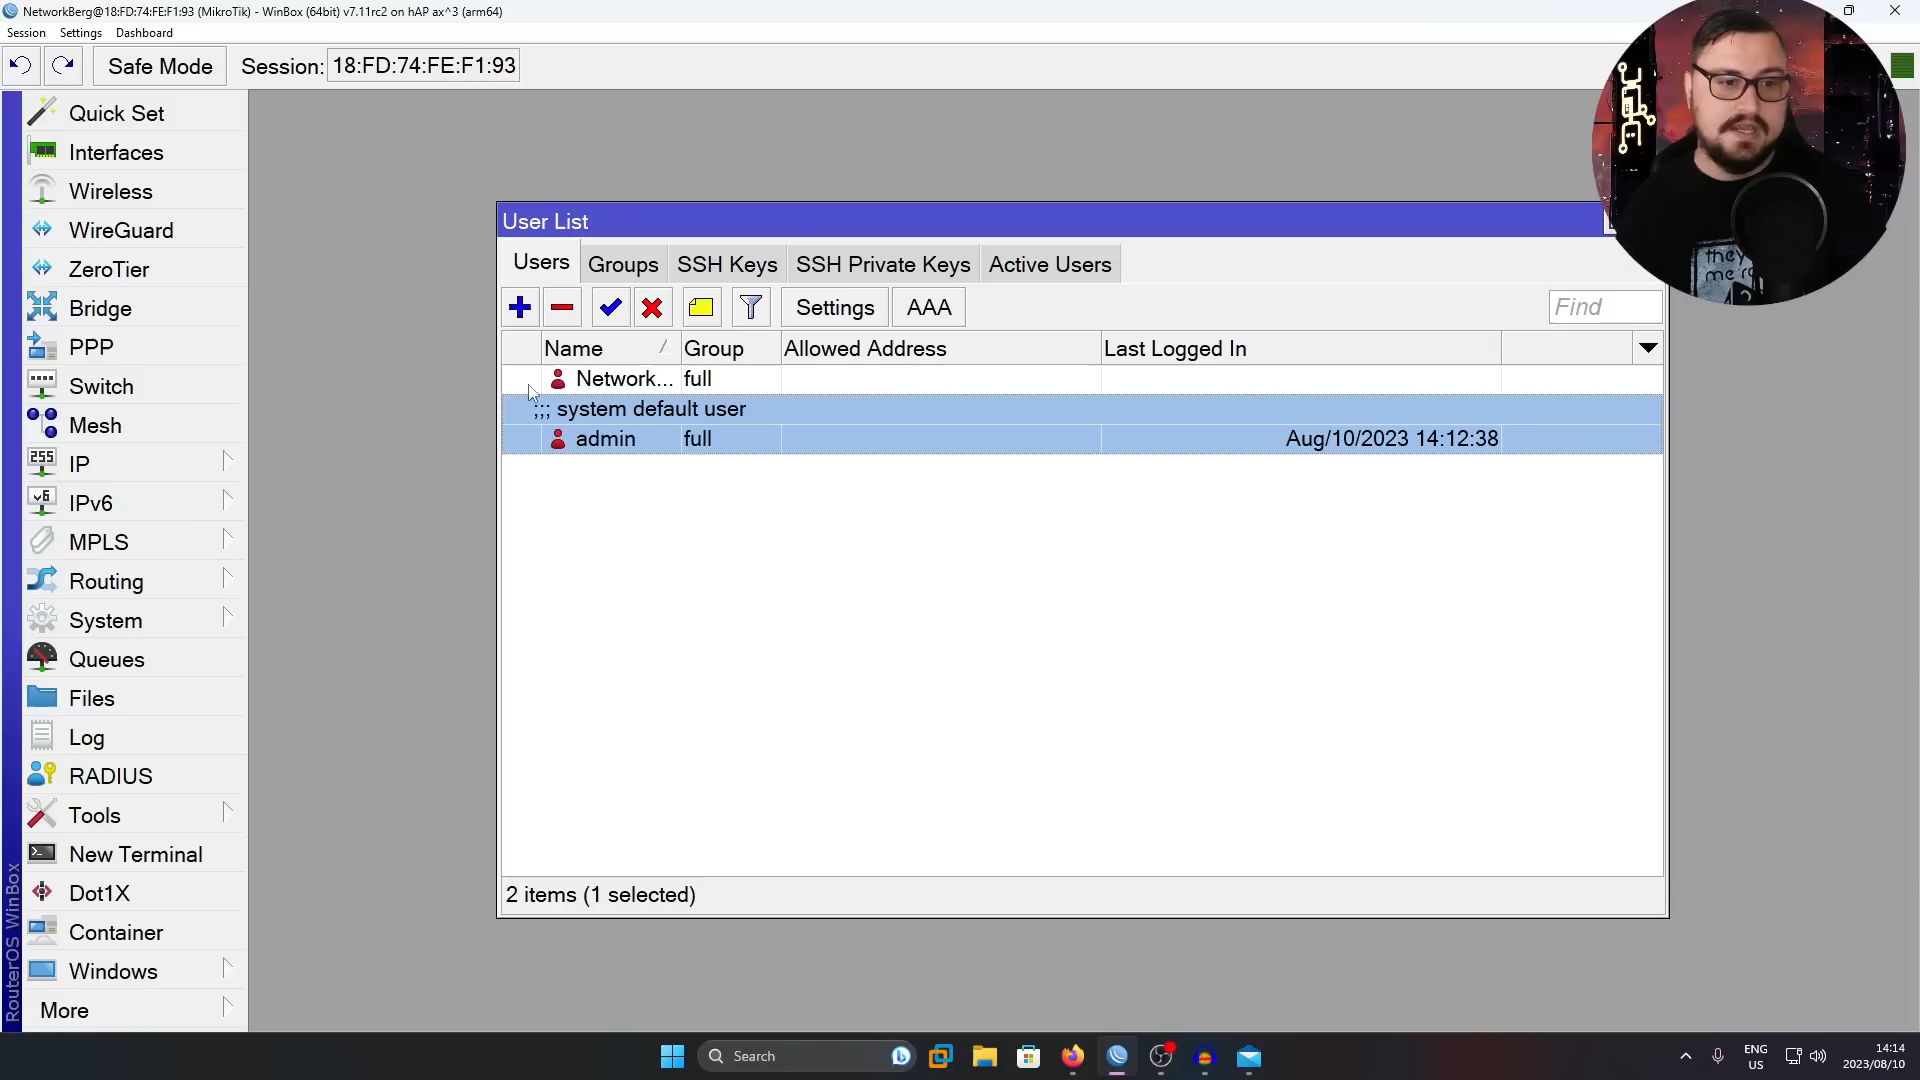 NetworkBerg@18:FD:74:FE:F1:93 (MikroTik) - WinBox (64bit) v7.11rc2 on hAP ax^3 (arm64)
Session Settings Dashboard
Safe Mode Session: 18:FD:74:FE:F1:93
Quick Set
Interfaces
Wireless
WireGuard
ZeroTier
Bridge
PPP
Switch
Mesh
255 IP
v6 IPv6
MPLS
Routing
System
Queues
Files
Log
RADIUS
Tools
New Terminal
Dot1X
Container
Windows
More
RouterOS WinBox
User List
Users Groups SSH Keys SSH Private Keys Active Users
Settings AAA Find
Name Group Allowed Address Last Logged In
Network... full
;;; system default user
admin full Aug/10/2023 14:12:38
2 items (1 selected)
they
me
Search
ENG
US
14:14
2023/08/10